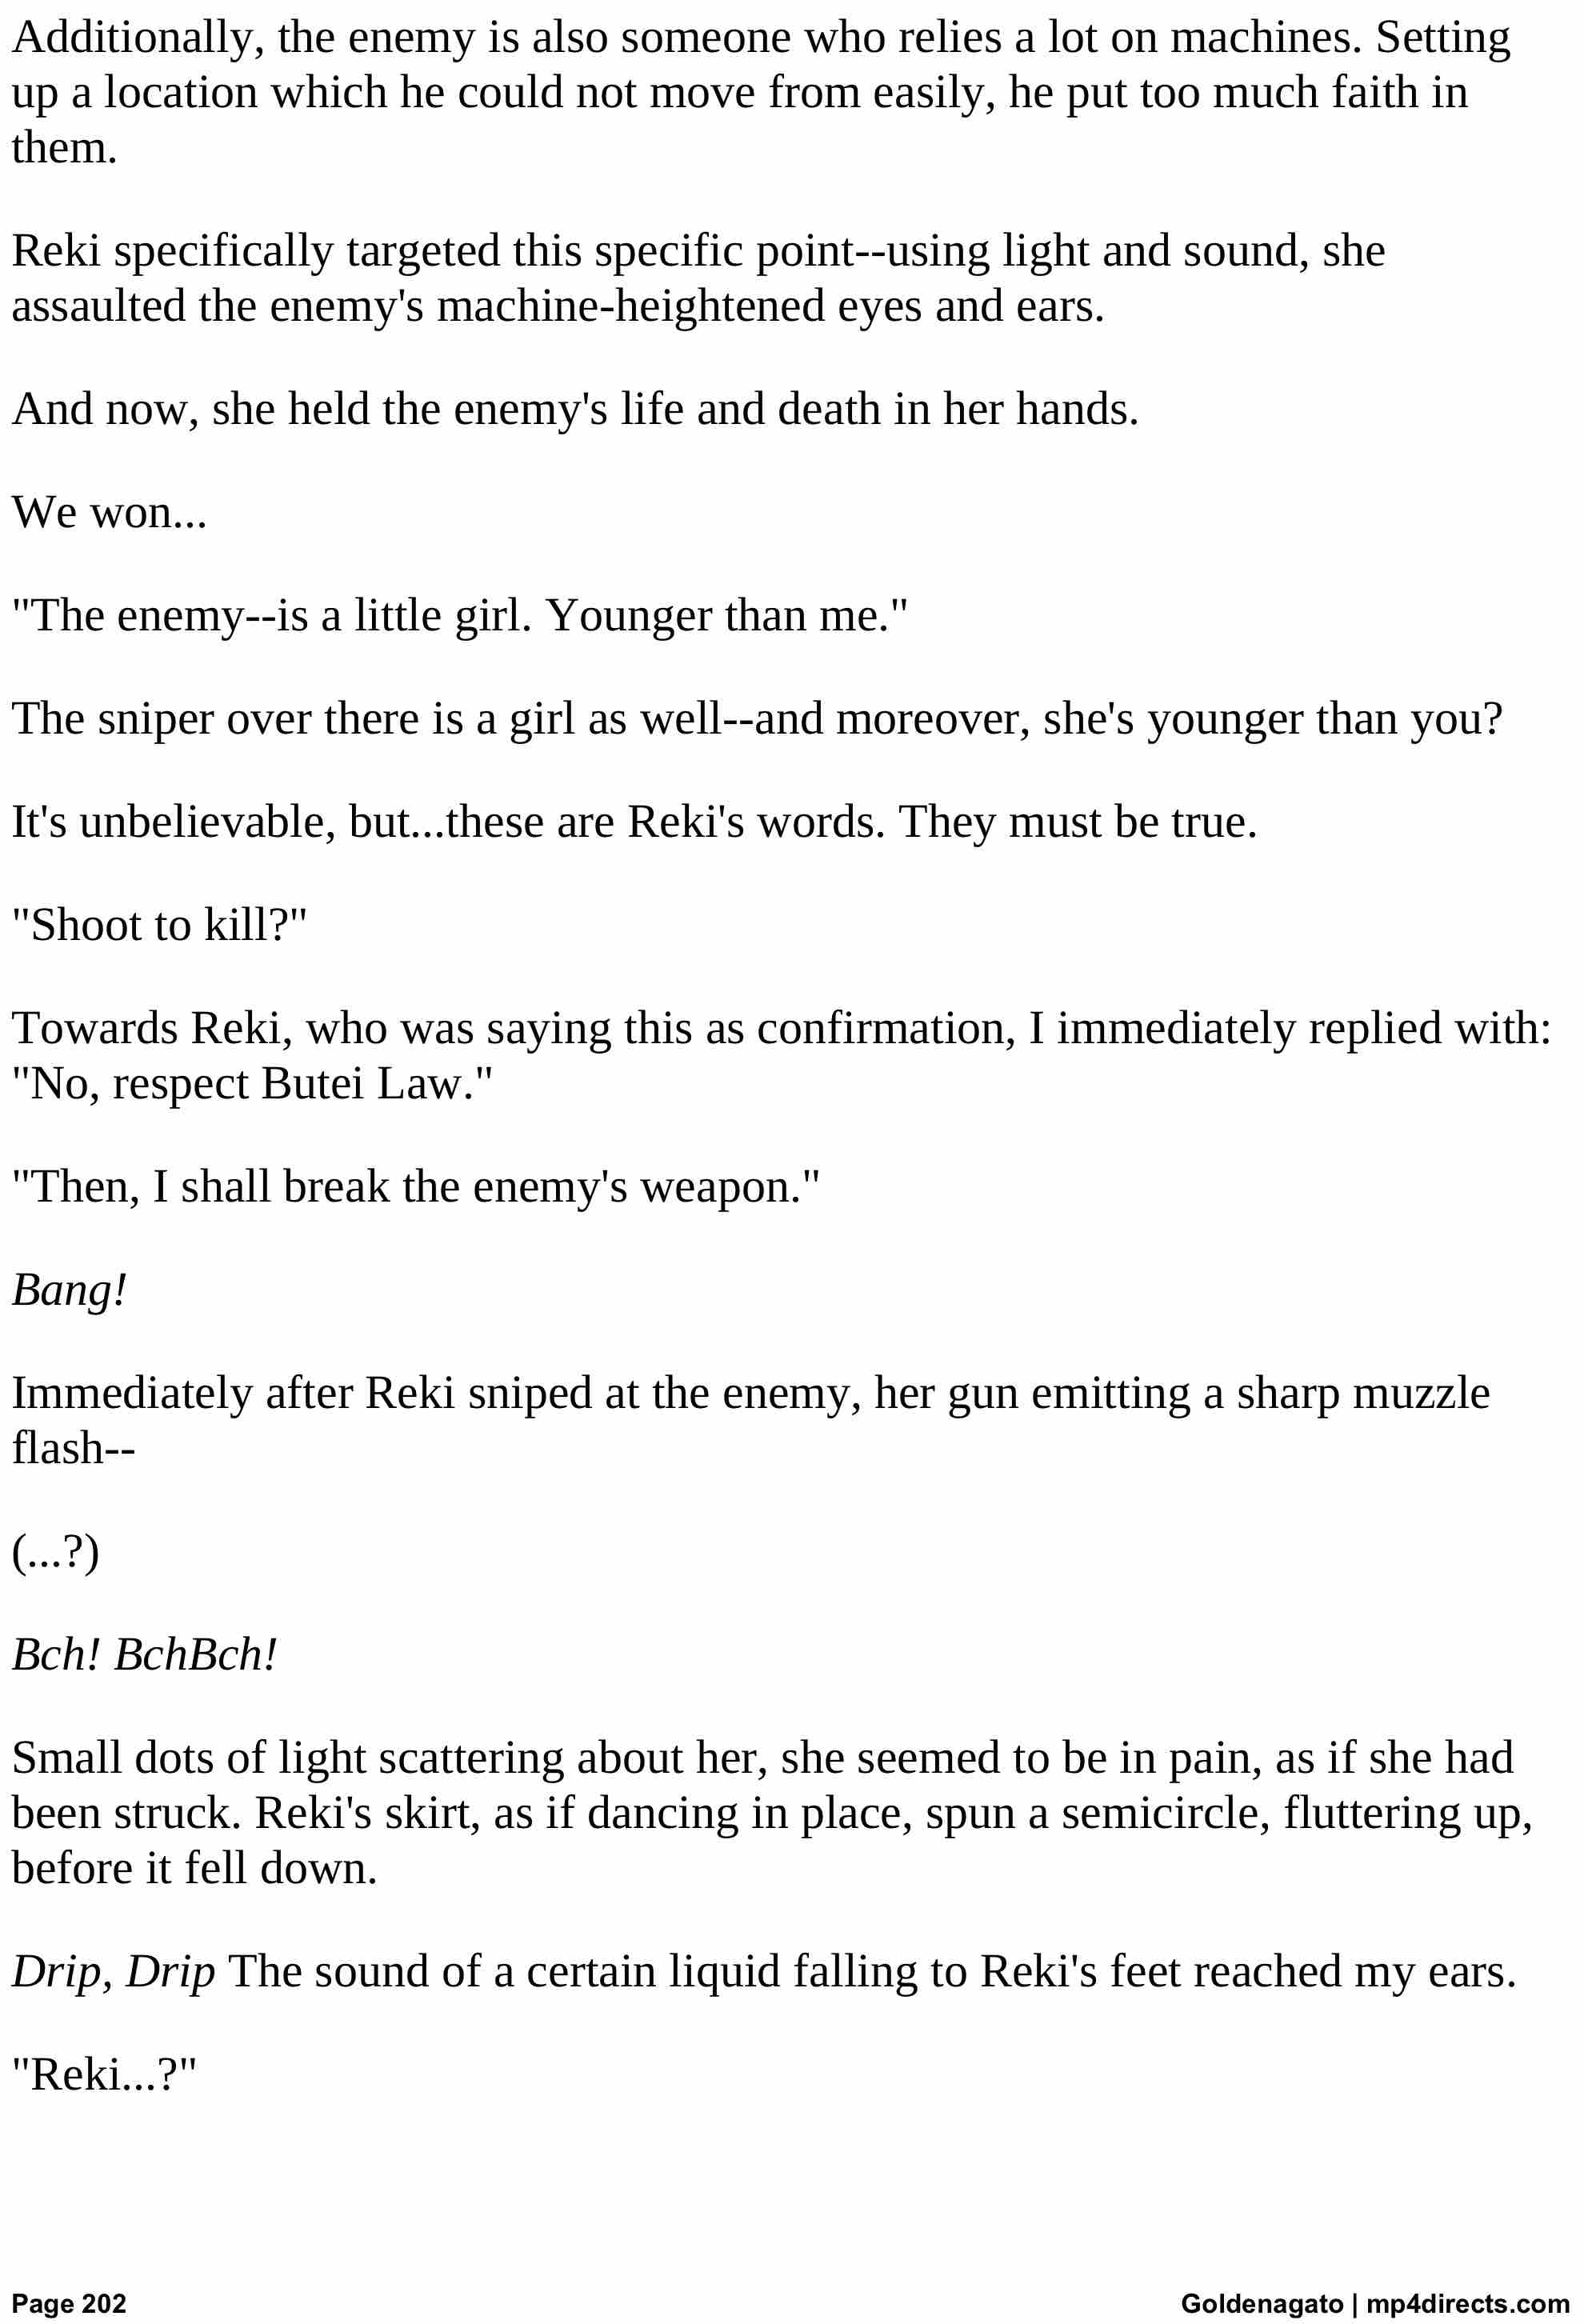 Additionally, the enemy is also someone who relies a lot on machines. Setting
up a location which he could not move from easily, he put too much faith in
them.
Reki specifically targeted this specific point--using light and sound, she
assaulted the enemy's machine-heightened eyes and ears.
And now, she held the enemy's life and death in her hands.
We won...
"The enemy--is a little girl. Younger than me."
The sniper over there is a girl as well--and moreover, she's younger than you?
It's unbelievable, but...these are Reki's words. They must be true.
"Shoot to kill?"
Towards Reki, who was saying this as confirmation, I immediately replied with:
"No, respect Butei Law."
"Then, I shall break the enemy's weapon."
Bang!
Immediately after Reki sniped at the enemy, her gun emitting a sharp muzzle
flash--
(...?)
Bch! BchBch!
Small dots of light scattering about her, she seemed to be in pain, as if she had
been struck. Reki's skirt, as if dancing in place, spun a semicircle, fluttering up,
before it fell down.
Drip, Drip The sound of a certain liquid falling to Reki's feet reached my ears.
"Reki...?"
Page 202
Goldenagato | mp4directs.com